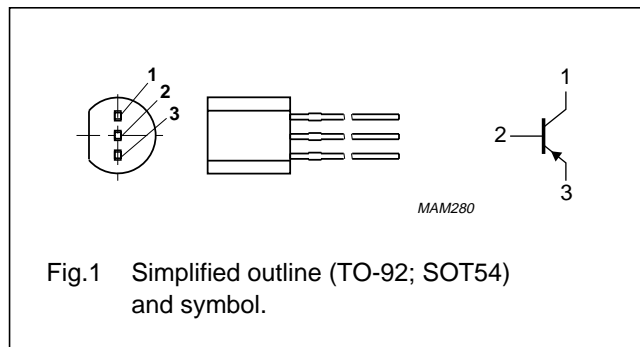 1
2
3
1
2
3
MAM280
Fig.1 Simplified outline (TO-92; SOT54)
and symbol.